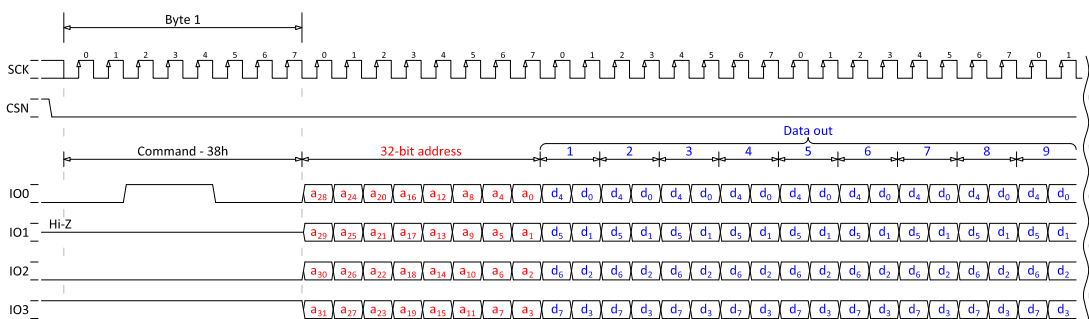 Byte 1
0 1 2 3 4 5 6 7 0 1 2 3 4 5 6 7 0 1 2 3 4 5 6 7 0 1 2 3 4 5 6 7 0 1
SCK
CSN
Data out
Command - 38h 32-bit address 1 2 3 4 5 6 7 8 9
IO0 a28 a24 a20 a16 a12 a8 a4 a0 d4 d0 d4 d0 d4 d0 d4 d0 d4 d0 d4 d0 d4 d0 d4 d0 d4 d0
Hi-Z
IO1 a29 a25 a21 a17 a13 a9 a5 a1 d5 d1 d5 d1 d5 d1 d5 d1 d5 d1 d5 d1 d5 d1 d5 d1 d5 d1
IO2 a30 a26 a22 a18 a14 a10 a6 a2 d6 d2 d6 d2 d6 d2 d6 d2 d6 d2 d6 d2 d6 d2 d6 d2 d6 d2
IO3 a31 a27 a23 a19 a15 a11 a7 a3 d7 d3 d7 d3 d7 d3 d7 d3 d7 d3 d7 d3 d7 d3 d7 d3 d7 d3